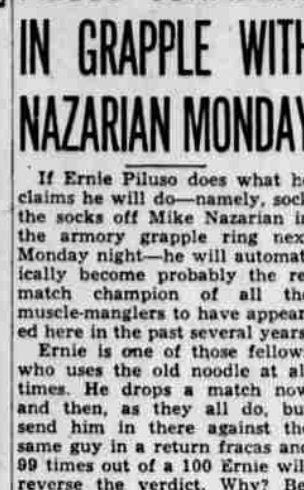 IN GRAPPLE WITH
NAZARIAN MONDAY
If Ernie Piluso does what he
claims he will do—namely, sock
the socks off Mike Nazarian in
the armory grapple ring next
Monday night—he will automat
ically become probably the re
match champion of all the
muscle-manglers to have appear
ed here in the past several years
Ernie is one of those fellows
who uses the old noodle at all
times. He drops a match now
and then, as they all do, but
send him in there against the
same guy in a return fracas and
99 times out of a 100 Ernie will
reverse the verdict. Why? Be